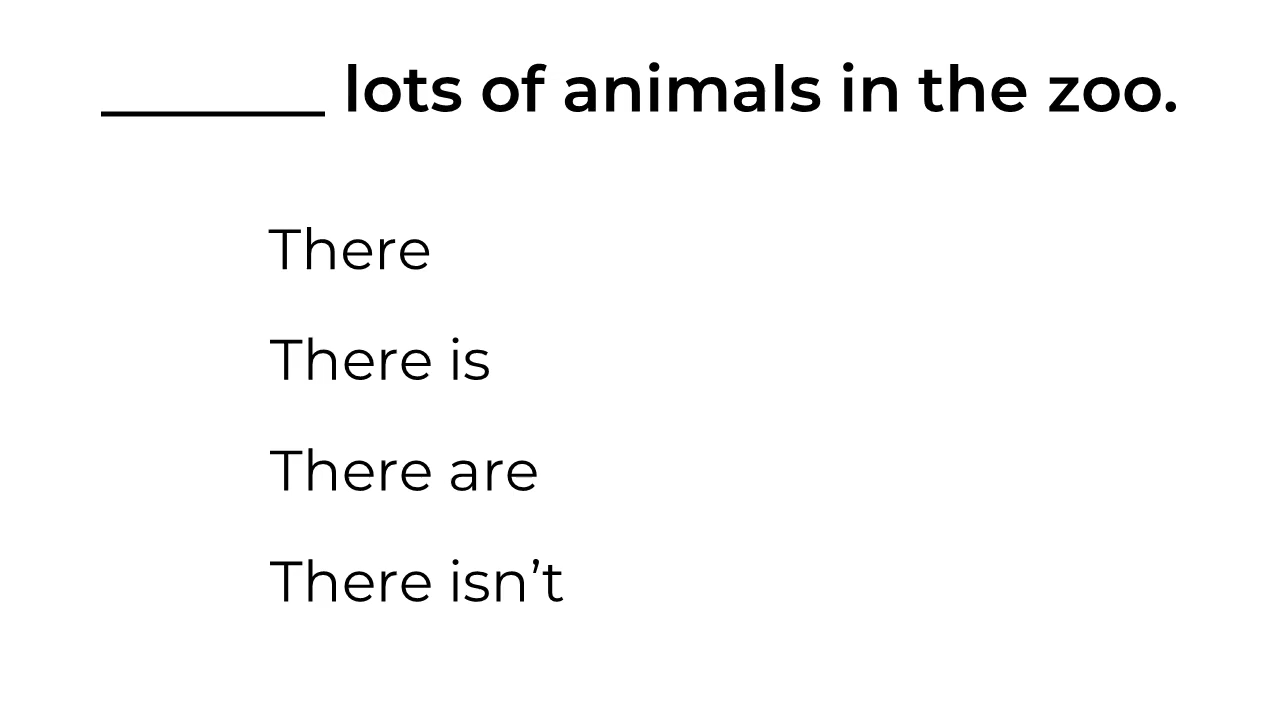 _______ lots of animals in the zoo.
There
There is
There are
There isn’t